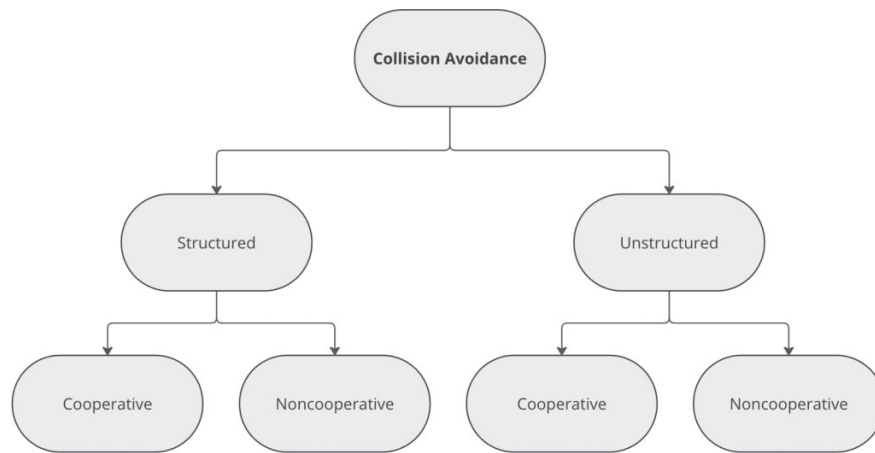 Collision Avoidance
Structured
Unstructured
Cooperative
Noncooperative
Cooperative
Noncooperative